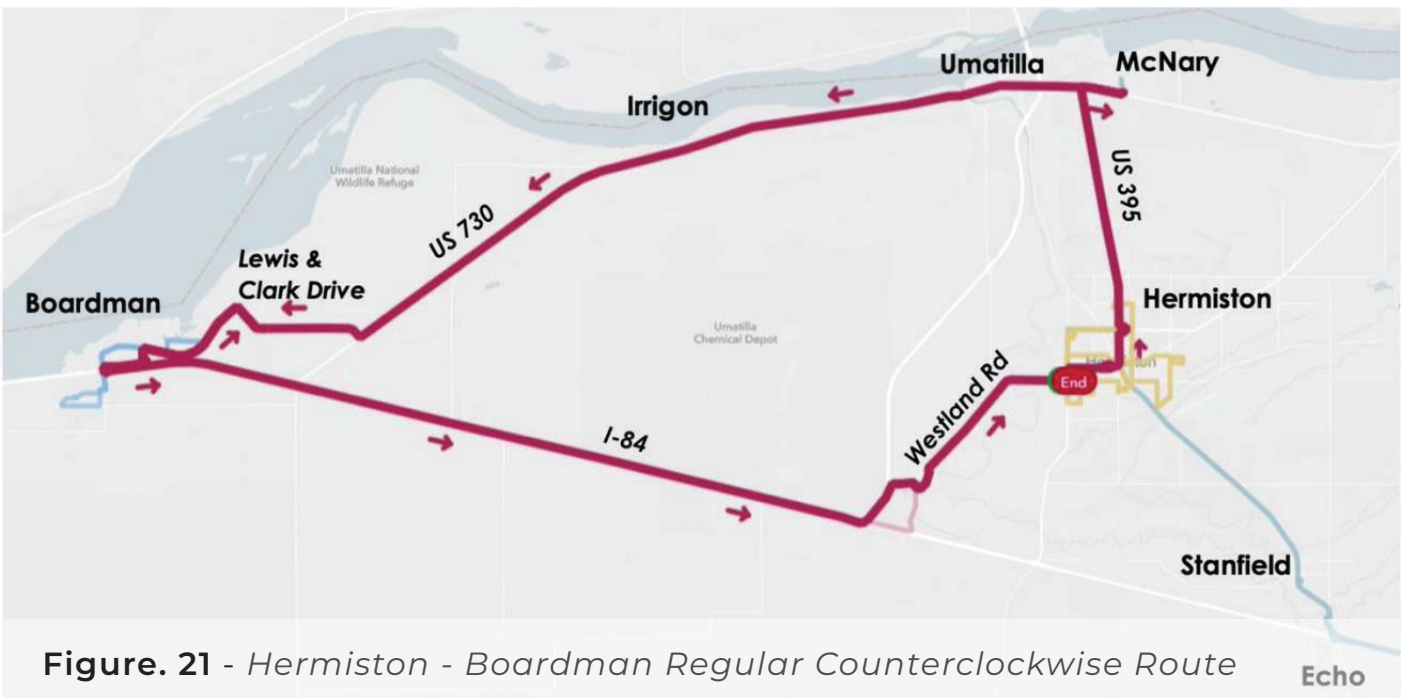 Umatilla
McNary
Irrigon
US 395
Umatilla National
Wildlife Refuge
US 730
Lewis &
Clark Drive
Boardman
Hermiston
Umatilla
Chemical Depot
End
Westland Rd
I-84
Stanfield
Figure. 21 - Hermiston - Boardman Regular Counterclockwise Route
Echo